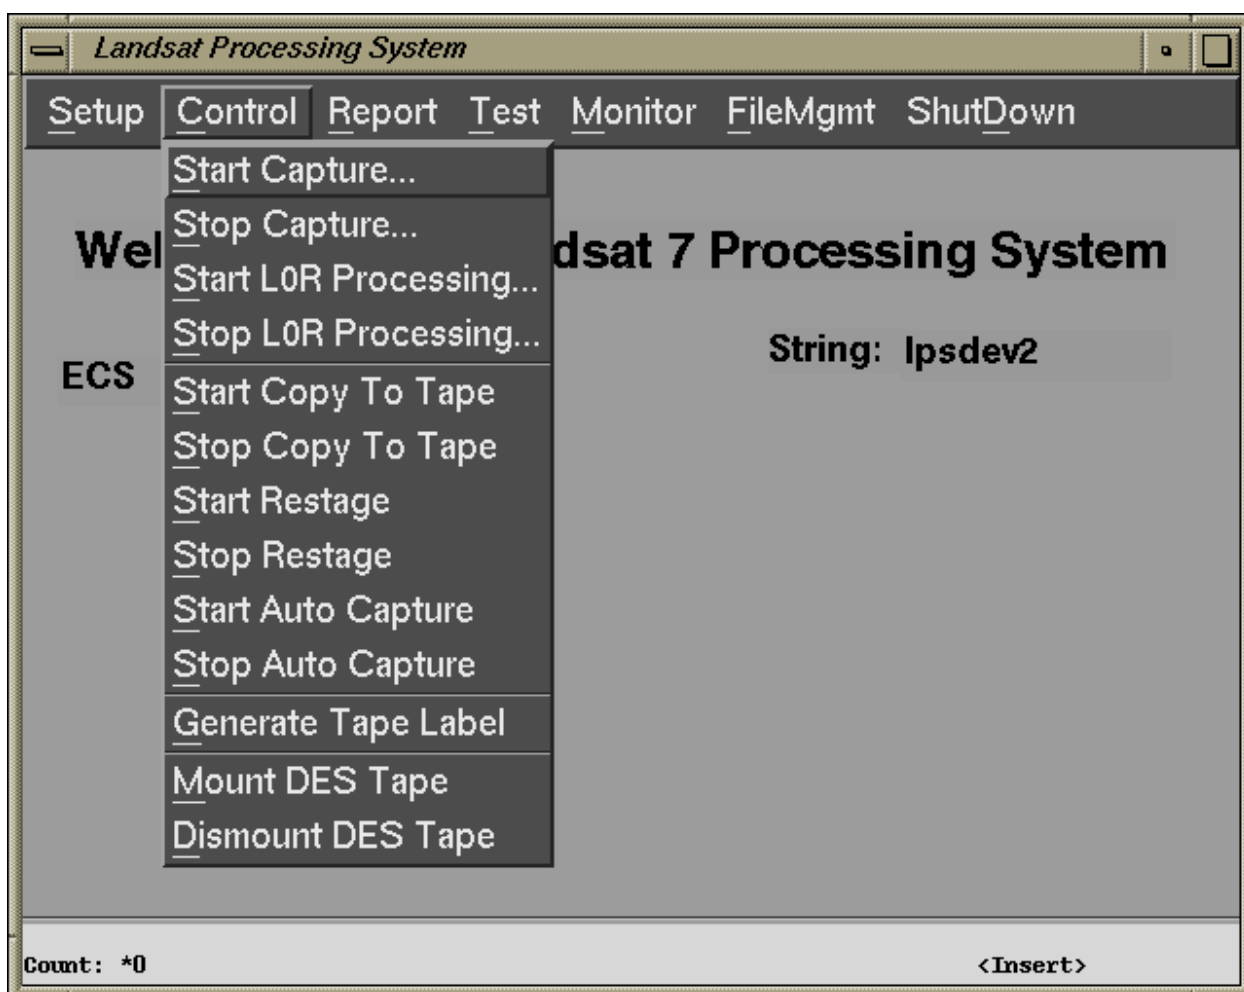 Landsat Processing System
Setup Control Report Test Monitor FileMgmt ShutDown
Start Capture...
Stop Capture...
Wel dsat 7 Processing System
Start L0R Processing...
Stop L0R Processing...
String: lpsdev2
ECS
Start Copy To Tape
Stop Copy To Tape
Start Restage
Stop Restage
Start Auto Capture
Stop Auto Capture
Generate Tape Label
Mount DES Tape
Dismount DES Tape
Count: *0 <Insert>